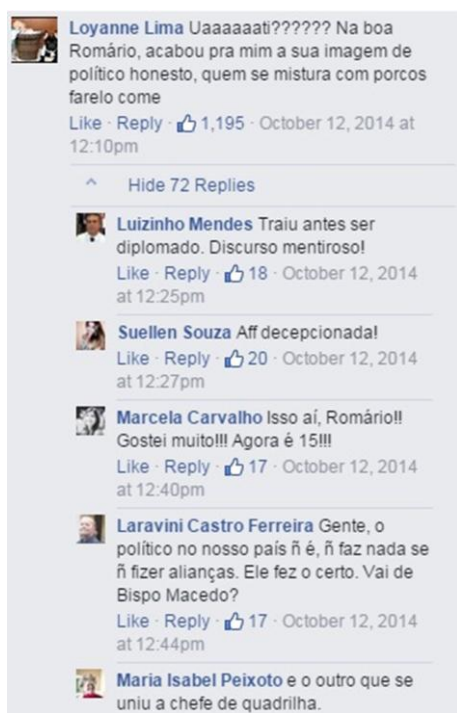 Loyanne Lima Uaaaaaati?????? Na boa
Romário, acabou pra mim a sua imagem de
político honesto, quem se mistura com porcos
farelo come
Like · Reply · 1,195 · October 12, 2014 at
12:10pm
Hide 72 Replies
Luizinho Mendes Traiu antes ser
diplomado. Discurso mentiroso!
Like · Reply · 18 · October 12, 2014
at 12:25pm
Suellen Souza Aff decepcionada!
Like · Reply · 20 · October 12, 2014
at 12:27pm
Marcela Carvalho Isso aí, Romário!!
Gostei muito!!! Agora é 15!!!
Like · Reply · 17 · October 12, 2014
at 12:40pm
Laravini Castro Ferreira Gente, o
político no nosso país ñ é, ñ faz nada se
ñ fizer alianças. Ele fez o certo. Vai de
Bispo Macedo?
Like · Reply · 17 · October 12, 2014
at 12:44pm
Maria Isabel Peixoto e o outro que se
uniu a chefe de quadrilha.